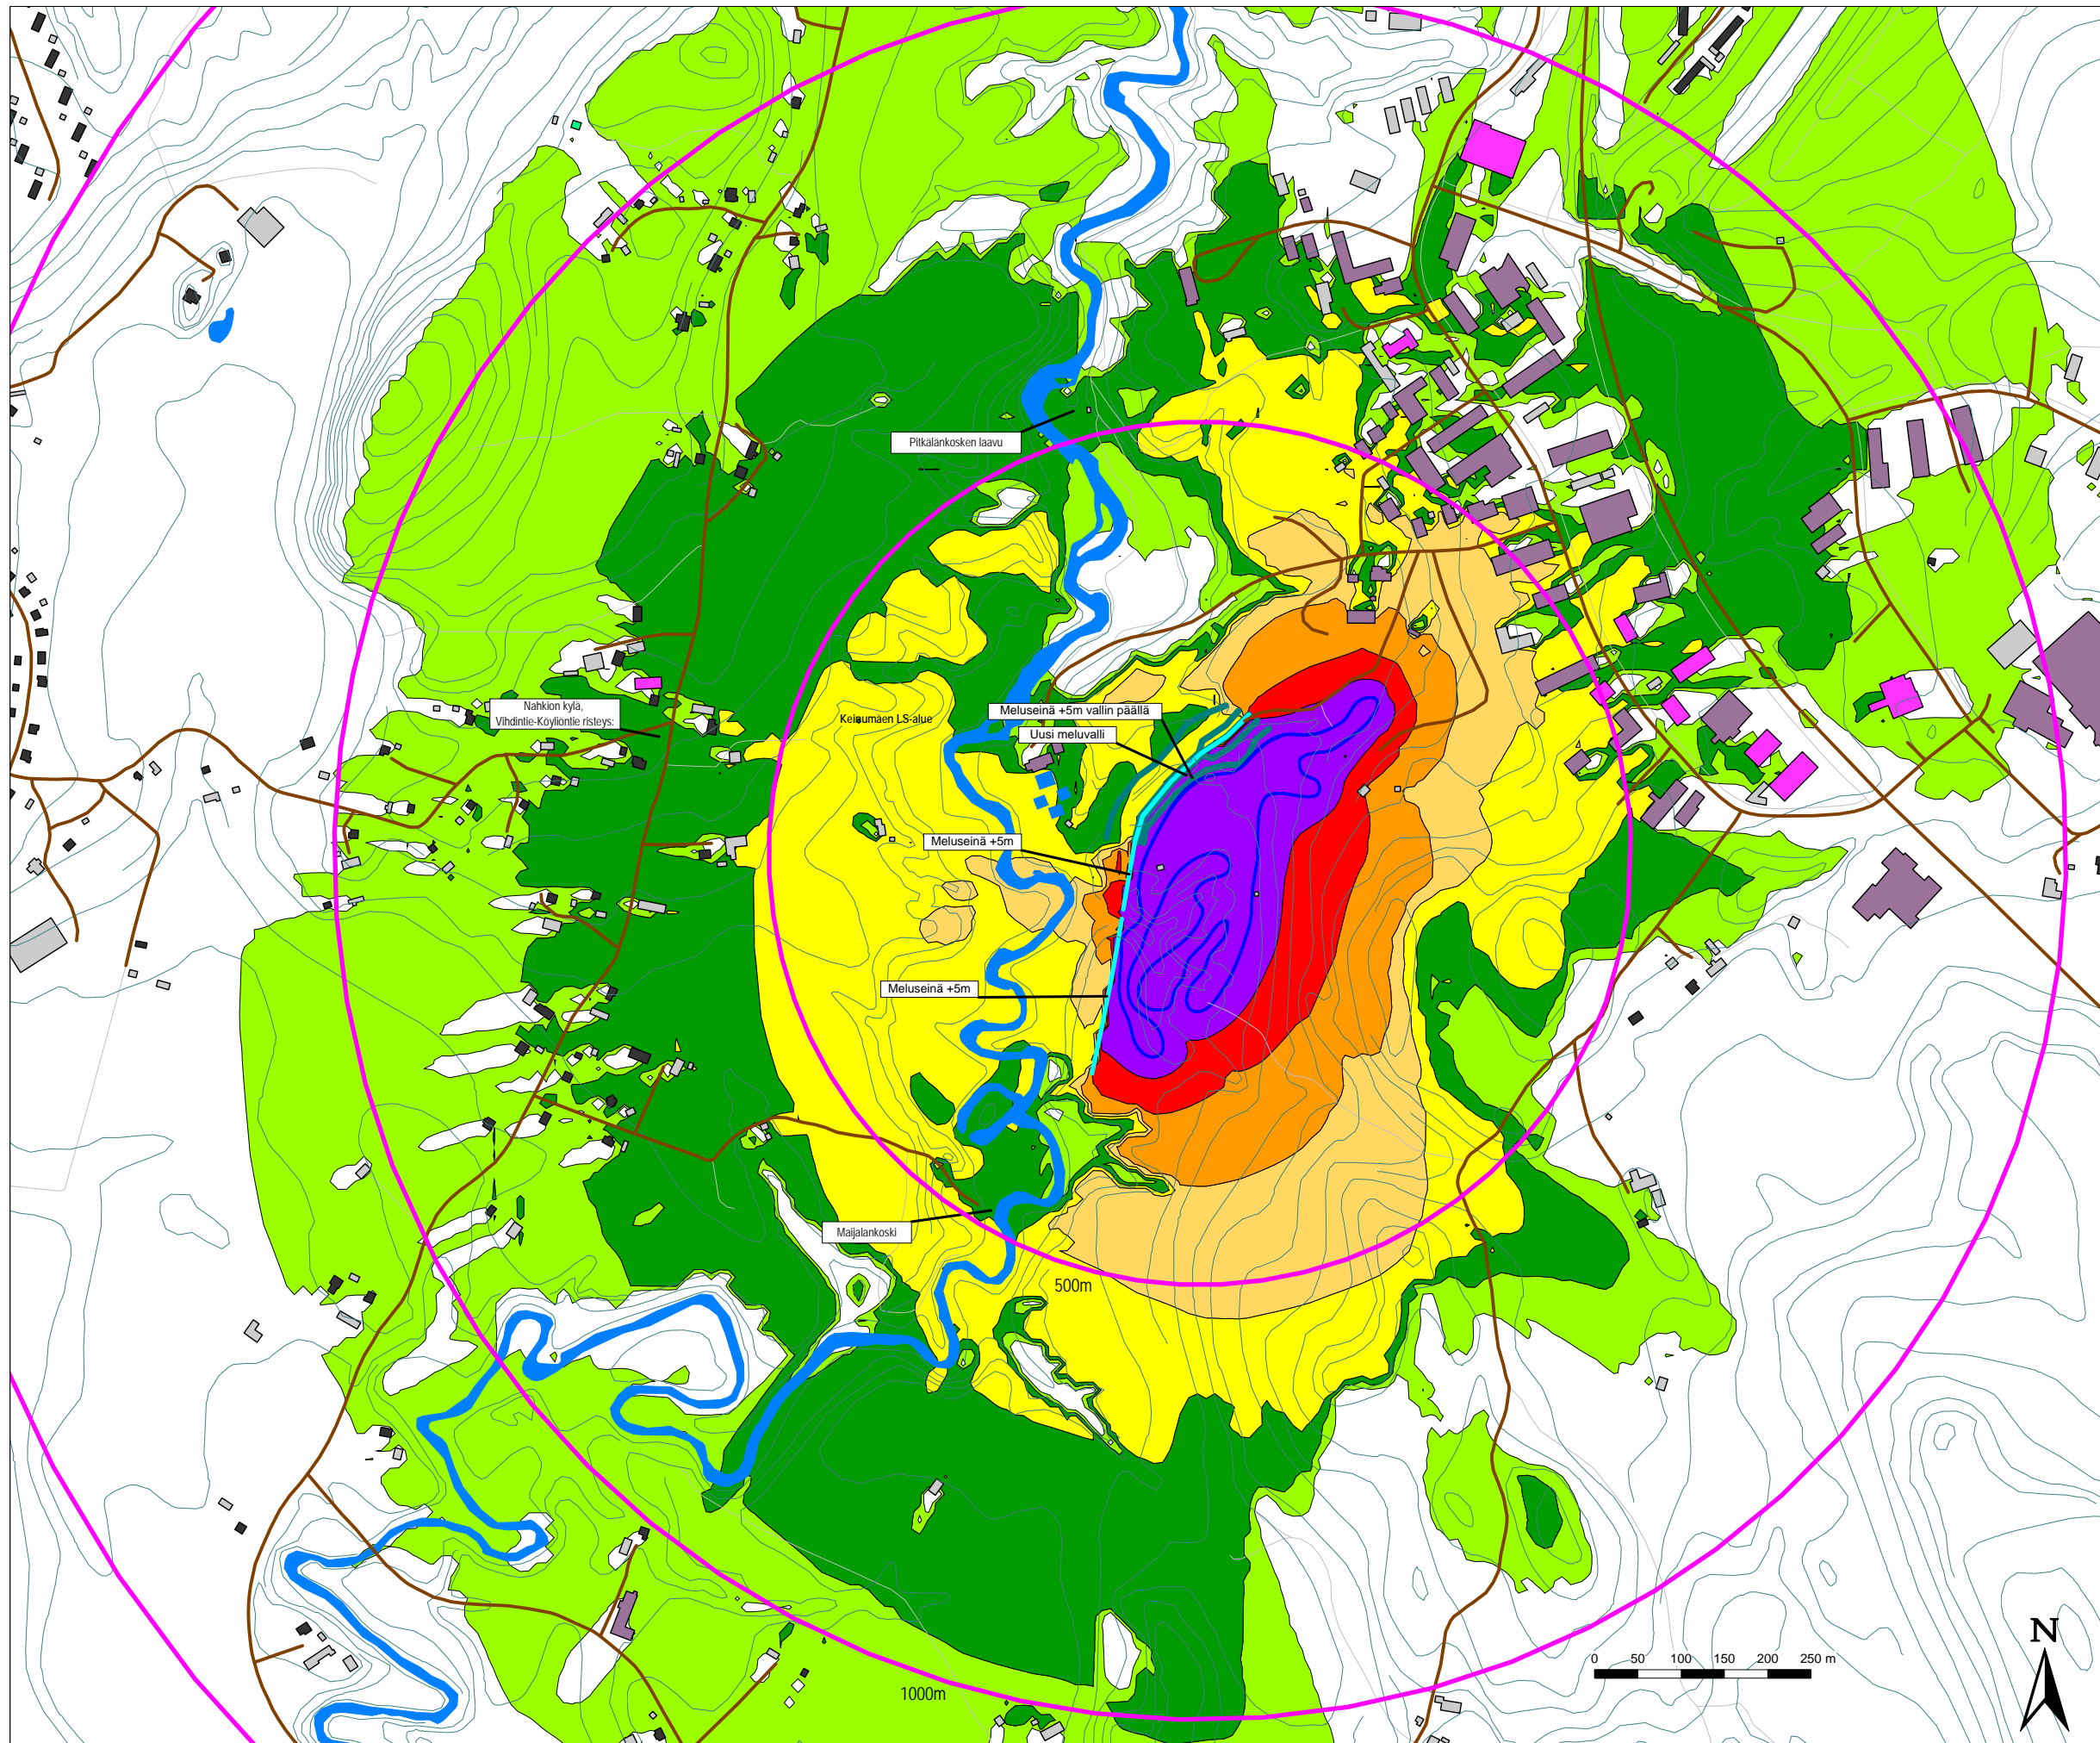 Pitkälänkosken laavu
Nahkion kylä,
Vihdintie-Köyliöntie risteys:
Keinumäen LS-alue
Meluseinä +5m vallin päällä
Uusi meluvalli
Meluseinä +5m
Meluseinä +5m
Maijalankoski
500m
1000m
0 50 100 150 200 250 m
N